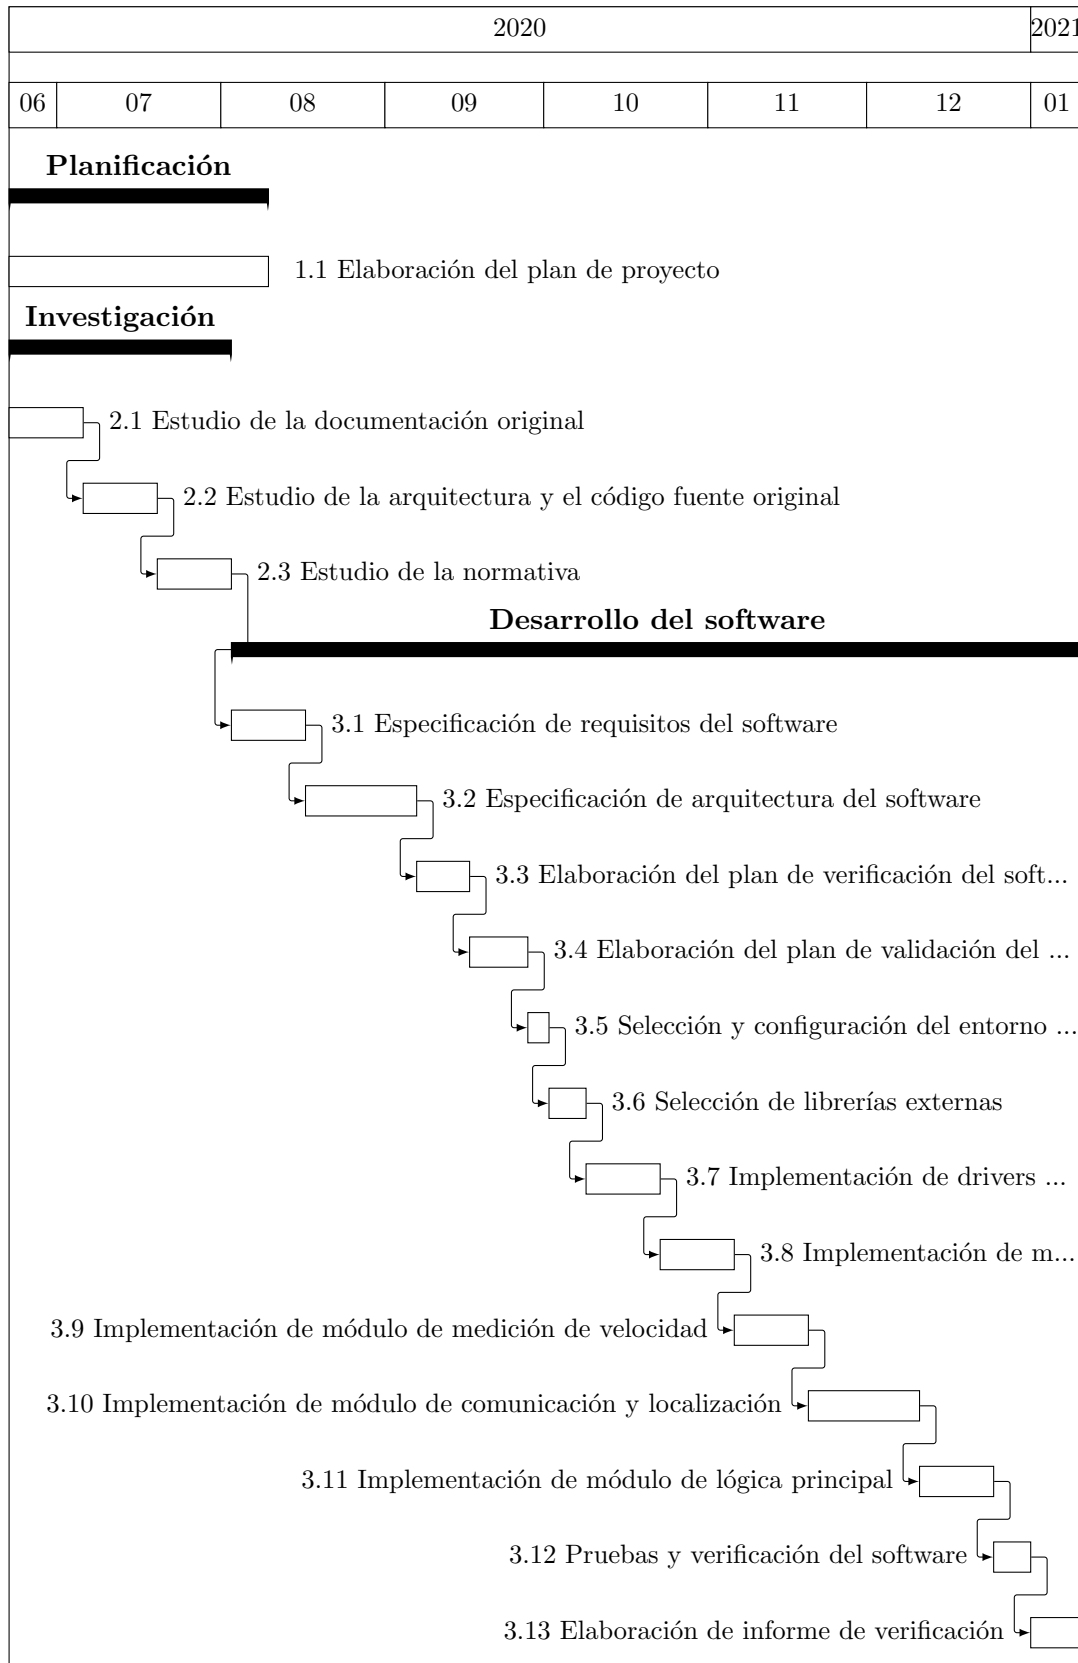 2020 2021
06 07 08 09 10 11 12 01
Planificación
1.1 Elaboración del plan de proyecto
Investigación
2.1 Estudio de la documentación original
2.2 Estudio de la arquitectura y el código fuente original
2.3 Estudio de la normativa
Desarrollo del software
3.1 Especificación de requisitos del software
3.2 Especificación de arquitectura del software
3.3 Elaboración del plan de verificación del soft...
3.4 Elaboración del plan de validación del ...
3.5 Selección y configuración del entorno ...
3.6 Selección de librerías externas
3.7 Implementación de drivers ...
3.8 Implementación de m...
3.9 Implementación de módulo de medición de velocidad
3.10 Implementación de módulo de comunicación y localización
3.11 Implementación de módulo de lógica principal
3.12 Pruebas y verificación del software
3.13 Elaboración de informe de verificación